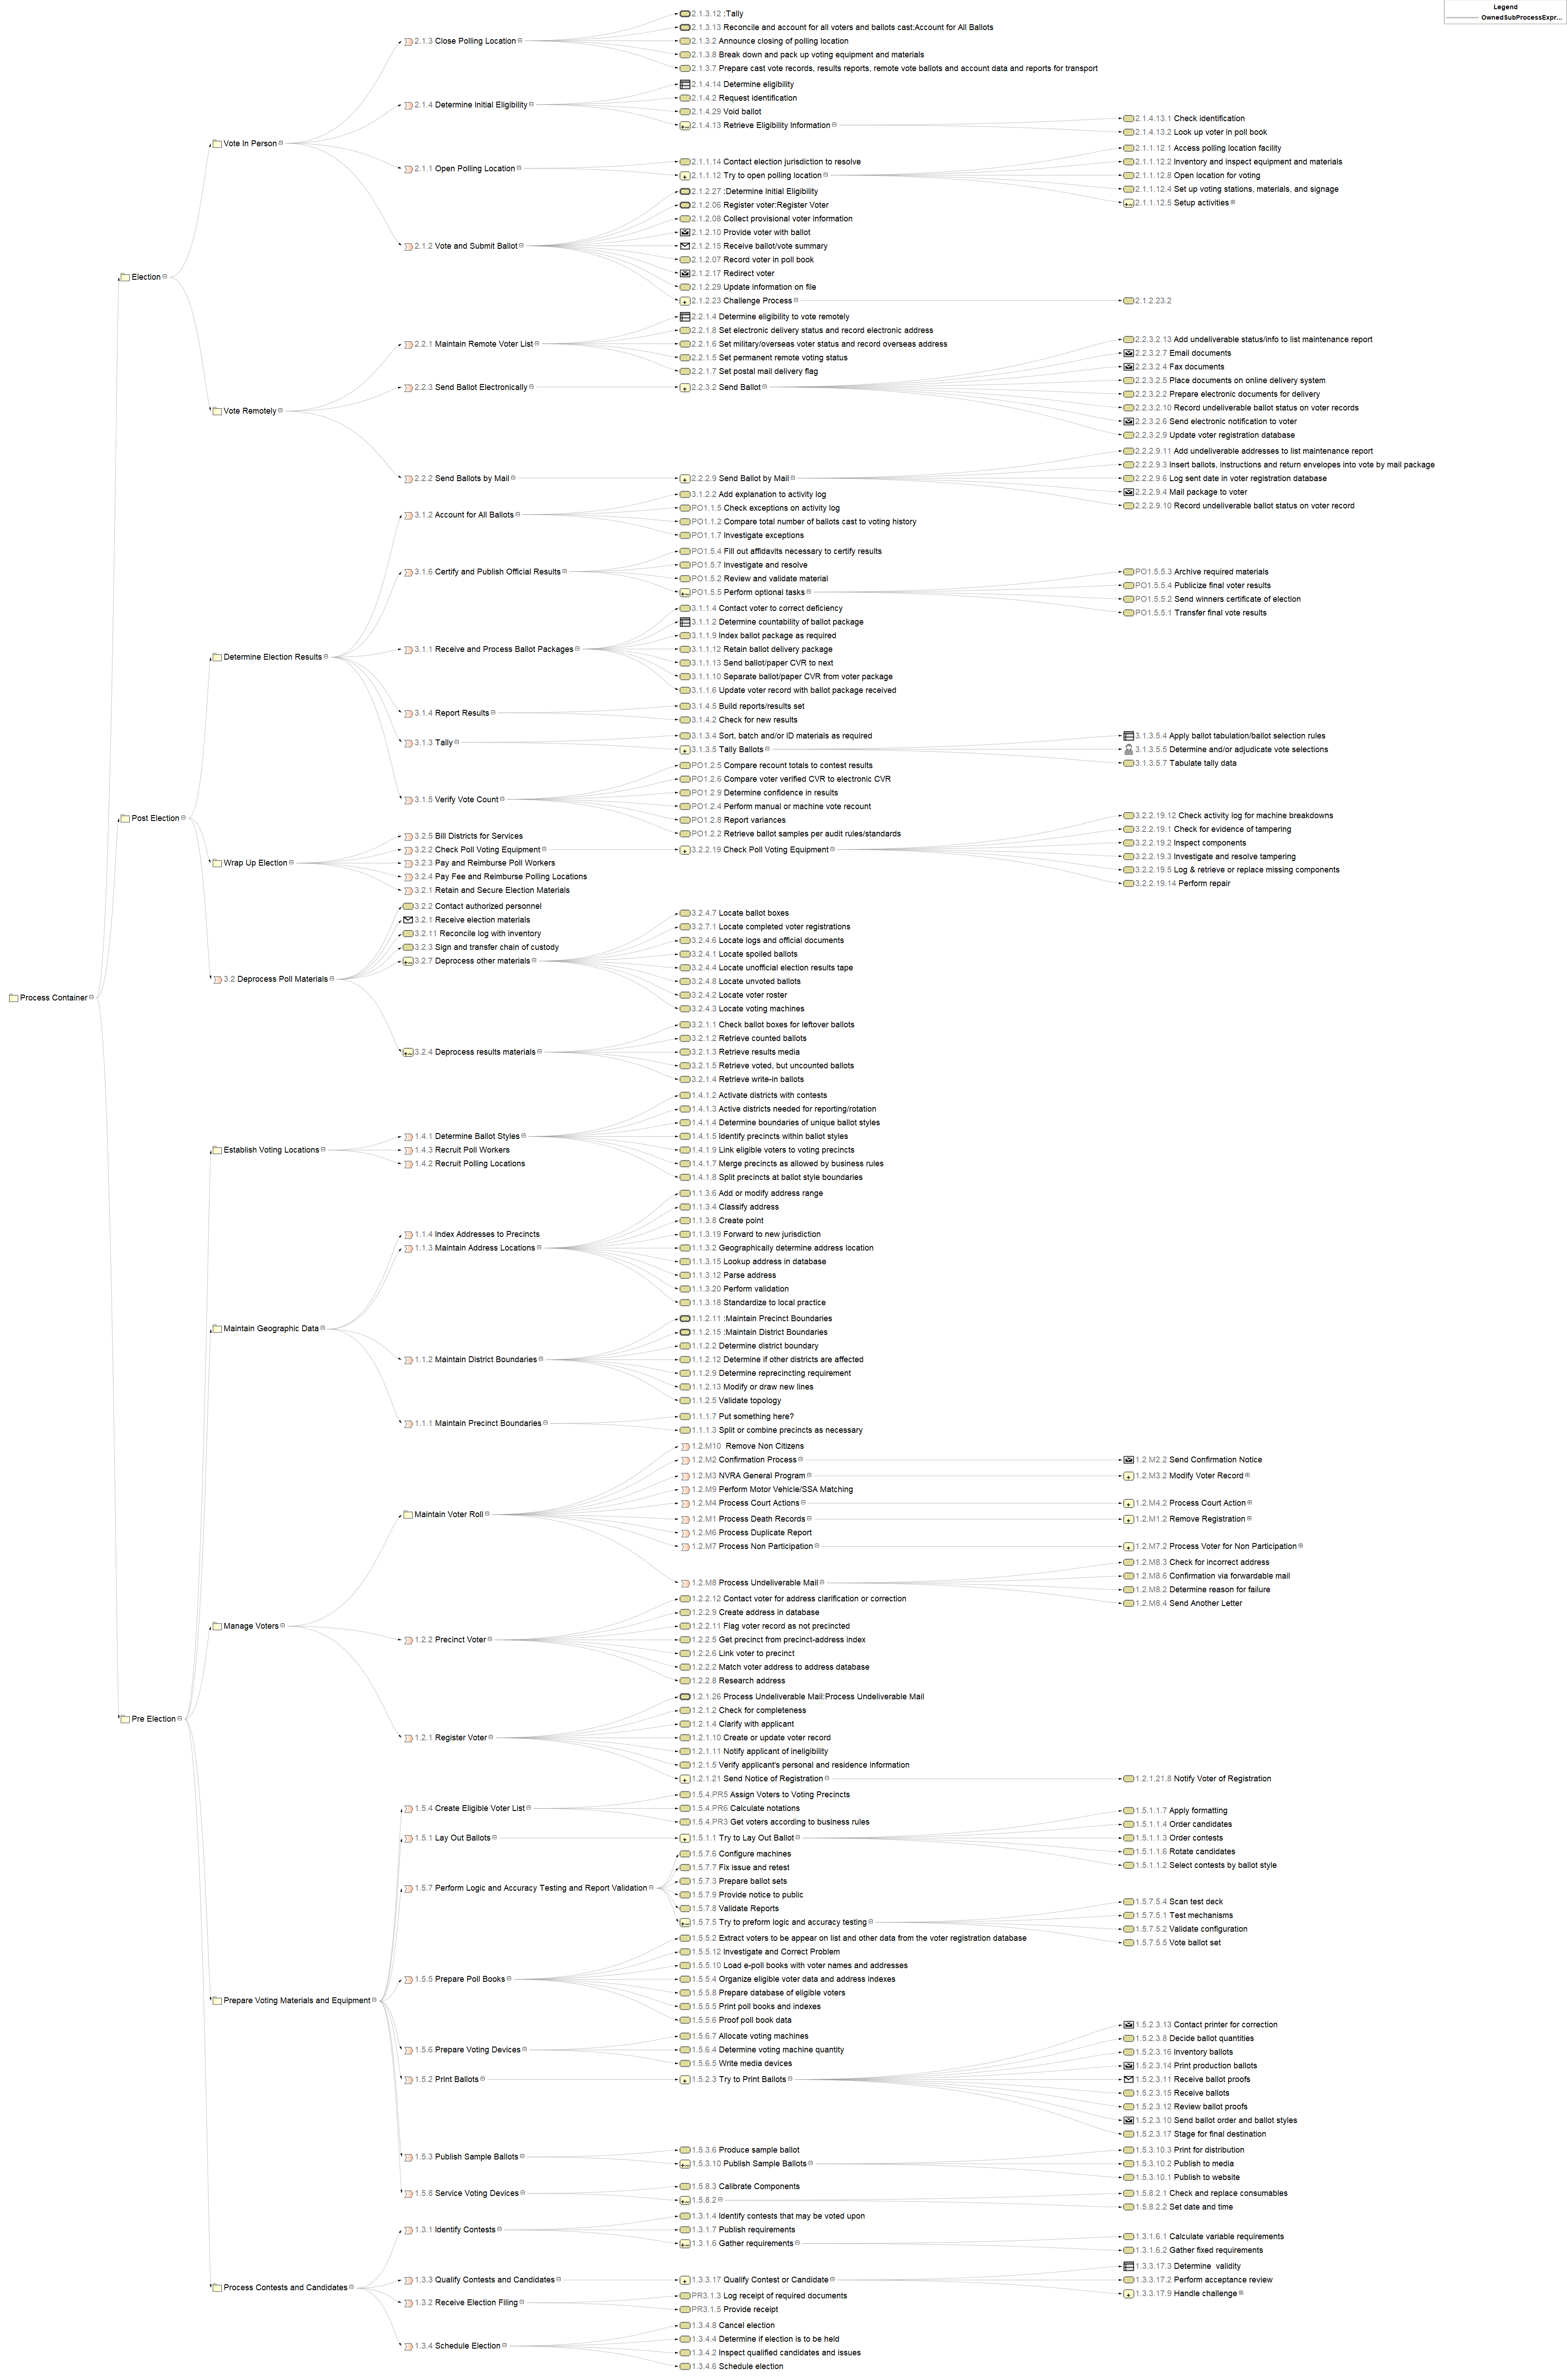 Legend
OwnedSubProcessExpr...
Process Container
Election
Vote In Person
2.1.3 Close Polling Location
2.1.3.12 :Tally
2.1.3.13 Reconcile and account for all voters and ballots cast:Account for All Ballots
2.1.3.2 Announce closing of polling location
2.1.3.8 Break down and pack up voting equipment and materials
2.1.3.7 Prepare cast vote records, results reports, remote vote ballots and account data and reports for transport
2.1.4 Determine Initial Eligibility
2.1.4.14 Determine eligibility
2.1.4.2 Request identification
2.1.4.29 Void ballot
2.1.4.13 Retrieve Eligibility Information
2.1.4.13.1 Check identification
2.1.4.13.2 Look up voter in poll book
2.1.1 Open Polling Location
2.1.1.14 Contact election jurisdiction to resolve
2.1.1.12 Try to open polling location
2.1.1.12.1 Access polling location facility
2.1.1.12.2 Inventory and inspect equipment and materials
2.1.1.12.8 Open location for voting
2.1.1.12.4 Set up voting stations, materials, and signage
2.1.1.12.5 Setup activities
2.1.2 Vote and Submit Ballot
2.1.2.27 :Determine Initial Eligibility
2.1.2.06 Register voter:Register Voter
2.1.2.08 Collect provisional voter information
2.1.2.10 Provide voter with ballot
2.1.2.15 Receive ballot/vote summary
2.1.2.07 Record voter in poll book
2.1.2.17 Redirect voter
2.1.2.29 Update information on file
2.1.2.23 Challenge Process
2.1.2.23.2
Vote Remotely
2.2.1 Maintain Remote Voter List
2.2.1.4 Determine eligibility to vote remotely
2.2.1.8 Set electronic delivery status and record electronic address
2.2.1.6 Set military/overseas voter status and record overseas address
2.2.1.5 Set permanent remote voting status
2.2.1.7 Set postal mail delivery flag
2.2.3 Send Ballot Electronically
2.2.3.2 Send Ballot
2.2.3.2.13 Add undeliverable status/info to list maintenance report
2.2.3.2.7 Email documents
2.2.3.2.4 Fax documents
2.2.3.2.5 Place documents on online delivery system
2.2.3.2.2 Prepare electronic documents for delivery
2.2.3.2.10 Record undeliverable ballot status on voter records
2.2.3.2.6 Send electronic notification to voter
2.2.3.2.9 Update voter registration database
2.2.2 Send Ballots by Mail
2.2.2.9 Send Ballot by Mail
2.2.2.9.11 Add undeliverable addresses to list maintenance report
2.2.2.9.3 Insert ballots, instructions and return envelopes into vote by mail package
2.2.2.9.6 Log sent date in voter registration database
2.2.2.9.4 Mail package to voter
2.2.2.9.10 Record undeliverable ballot status on voter record
Post Election
Determine Election Results
3.1.2 Account for All Ballots
3.1.2.2 Add explanation to activity log
PO1.1.5 Check exceptions on activity log
PO1.1.2 Compare total number of ballots cast to voting history
PO1.1.7 Investigate exceptions
3.1.6 Certify and Publish Official Results
PO1.5.4 Fill out affidavits necessary to certify results
PO1.5.7 Investigate and resolve
PO1.5.2 Review and validate material
PO1.5.5 Perform optional tasks
PO1.5.5.3 Archive required materials
PO1.5.5.4 Publicize final voter results
PO1.5.5.2 Send winners certificate of election
PO1.5.5.1 Transfer final vote results
3.1.1 Receive and Process Ballot Packages
3.1.1.4 Contact voter to correct deficiency
3.1.1.2 Determine countability of ballot package
3.1.1.9 Index ballot package as required
3.1.1.12 Retain ballot delivery package
3.1.1.13 Send ballot/paper CVR to next
3.1.1.10 Separate ballot/paper CVR from voter package
3.1.1.6 Update voter record with ballot package received
3.1.4 Report Results
3.1.4.5 Build reports/results set
3.1.4.2 Check for new results
3.1.3 Tally
3.1.3.4 Sort, batch and/or ID materials as required
3.1.3.5 Tally Ballots
3.1.3.5.4 Apply ballot tabulation/ballot selection rules
3.1.3.5.5 Determine and/or adjudicate vote selections
3.1.3.5.7 Tabulate tally data
3.1.5 Verify Vote Count
PO1.2.5 Compare recount totals to contest results
PO1.2.6 Compare voter verified CVR to electronic CVR
PO1.2.9 Determine confidence in results
PO1.2.4 Perform manual or machine vote recount
PO1.2.8 Report variances
PO1.2.2 Retrieve ballot samples per audit rules/standards
Wrap Up Election
3.2.5 Bill Districts for Services
3.2.2 Check Poll Voting Equipment
3.2.2.19 Check Poll Voting Equipment
3.2.2.19.12 Check activity log for machine breakdowns
3.2.2.19.1 Check for evidence of tampering
3.2.2.19.2 Inspect components
3.2.2.19.3 Investigate and resolve tampering
3.2.2.19.5 Log & retrieve or replace missing components
3.2.2.19.14 Perform repair
3.2.3 Pay and Reimburse Poll Workers
3.2.4 Pay Fee and Reimburse Polling Locations
3.2.1 Retain and Secure Election Materials
3.2 Deprocess Poll Materials
3.2.2 Contact authorized personnel
3.2.1 Receive election materials
3.2.11 Reconcile log with inventory
3.2.3 Sign and transfer chain of custody
3.2.7 Deprocess other materials
3.2.4.7 Locate ballot boxes
3.2.7.1 Locate completed voter registrations
3.2.4.6 Locate logs and official documents
3.2.4.1 Locate spoiled ballots
3.2.4.4 Locate unofficial election results tape
3.2.4.8 Locate unvoted ballots
3.2.4.2 Locate voter roster
3.2.4.3 Locate voting machines
3.2.4 Deprocess results materials
3.2.1.1 Check ballot boxes for leftover ballots
3.2.1.2 Retrieve counted ballots
3.2.1.3 Retrieve results media
3.2.1.5 Retrieve voted, but uncounted ballots
3.2.1.4 Retrieve write-in ballots
Pre Election
Establish Voting Locations
1.4.1 Determine Ballot Styles
1.4.1.2 Activate districts with contests
1.4.1.3 Active districts needed for reporting/rotation
1.4.1.4 Determine boundaries of unique ballot styles
1.4.1.5 Identify precincts within ballot styles
1.4.1.9 Link eligible voters to voting precincts
1.4.1.7 Merge precincts as allowed by business rules
1.4.1.8 Split precincts at ballot style boundaries
1.4.3 Recruit Poll Workers
1.4.2 Recruit Polling Locations
Maintain Geographic Data
1.1.4 Index Addresses to Precincts
1.1.3 Maintain Address Locations
1.1.3.6 Add or modify address range
1.1.3.4 Classify address
1.1.3.8 Create point
1.1.3.19 Forward to new jurisdiction
1.1.3.2 Geographically determine address location
1.1.3.15 Lookup address in database
1.1.3.12 Parse address
1.1.3.20 Perform validation
1.1.3.18 Standardize to local practice
1.1.2 Maintain District Boundaries
1.1.2.11 :Maintain Precinct Boundaries
1.1.2.15 :Maintain District Boundaries
1.1.2.2 Determine district boundary
1.1.2.12 Determine if other districts are affected
1.1.2.9 Determine reprecincting requirement
1.1.2.13 Modify or draw new lines
1.1.2.5 Validate topology
1.1.1 Maintain Precinct Boundaries
1.1.1.7 Put something here?
1.1.1.3 Split or combine precincts as necessary
Manage Voters
Maintain Voter Roll
1.2.M10 Remove Non Citizens
1.2.M2 Confirmation Process
1.2.M2.2 Send Confirmation Notice
1.2.M3 NVRA General Program
1.2.M3.2 Modify Voter Record
1.2.M9 Perform Motor Vehicle/SSA Matching
1.2.M4 Process Court Actions
1.2.M4.2 Process Court Action
1.2.M1 Process Death Records
1.2.M1.2 Remove Registration
1.2.M6 Process Duplicate Report
1.2.M7 Process Non Participation
1.2.M7.2 Process Voter for Non Participation
1.2.M8 Process Undeliverable Mail
1.2.M8.3 Check for incorrect address
1.2.M8.6 Confirmation via forwardable mail
1.2.M8.2 Determine reason for failure
1.2.M8.4 Send Another Letter
1.2.2 Precinct Voter
1.2.2.12 Contact voter for address clarification or correction
1.2.2.9 Create address in database
1.2.2.11 Flag voter record as not precincted
1.2.2.5 Get precinct from precinct-address index
1.2.2.6 Link voter to precinct
1.2.2.2 Match voter address to address database
1.2.2.8 Research address
1.2.1 Register Voter
1.2.1.26 Process Undeliverable Mail:Process Undeliverable Mail
1.2.1.2 Check for completeness
1.2.1.4 Clarify with applicant
1.2.1.10 Create or update voter record
1.2.1.11 Notify applicant of ineligibility
1.2.1.5 Verify applicant's personal and residence information
1.2.1.21 Send Notice of Registration
1.2.1.21.8 Notify Voter of Registration
Prepare Voting Materials and Equipment
1.5.4 Create Eligible Voter List
1.5.4.PR5 Assign Voters to Voting Precincts
1.5.4.PR6 Calculate notations
1.5.4.PR3 Get voters according to business rules
1.5.1 Lay Out Ballots
1.5.1.1 Try to Lay Out Ballot
1.5.1.1.7 Apply formatting
1.5.1.1.4 Order candidates
1.5.1.1.3 Order contests
1.5.1.1.6 Rotate candidates
1.5.1.1.2 Select contests by ballot style
1.5.7 Perform Logic and Accuracy Testing and Report Validation
1.5.7.6 Configure machines
1.5.7.7 Fix issue and retest
1.5.7.3 Prepare ballot sets
1.5.7.9 Provide notice to public
1.5.7.8 Validate Reports
1.5.7.5 Try to preform logic and accuracy testing
1.5.7.5.4 Scan test deck
1.5.7.5.1 Test mechanisms
1.5.7.5.2 Validate configuration
1.5.7.5.5 Vote ballot set
1.5.5 Prepare Poll Books
1.5.5.2 Extract voters to be appear on list and other data from the voter registration database
1.5.5.12 Investigate and Correct Problem
1.5.5.10 Load e-poll books with voter names and addresses
1.5.5.4 Organize eligible voter data and address indexes
1.5.5.8 Prepare database of eligible voters
1.5.5.5 Print poll books and indexes
1.5.5.6 Proof poll book data
1.5.6 Prepare Voting Devices
1.5.6.7 Allocate voting machines
1.5.6.4 Determine voting machine quantity
1.5.6.5 Write media devices
1.5.2 Print Ballots
1.5.2.3 Try to Print Ballots
1.5.2.3.13 Contact printer for correction
1.5.2.3.8 Decide ballot quantities
1.5.2.3.16 Inventory ballots
1.5.2.3.14 Print production ballots
1.5.2.3.11 Receive ballot proofs
1.5.2.3.15 Receive ballots
1.5.2.3.12 Review ballot proofs
1.5.2.3.10 Send ballot order and ballot styles
1.5.2.3.17 Stage for final destination
1.5.3 Publish Sample Ballots
1.5.3.6 Produce sample ballot
1.5.3.10 Publish Sample Ballots
1.5.3.10.3 Print for distribution
1.5.3.10.2 Publish to media
1.5.3.10.1 Publish to website
1.5.8 Service Voting Devices
1.5.8.3 Calibrate Components
1.5.8.2
1.5.8.2.1 Check and replace consumables
1.5.8.2.2 Set date and time
Process Contests and Candidates
1.3.1 Identify Contests
1.3.1.4 Identify contests that may be voted upon
1.3.1.7 Publish requirements
1.3.1.6 Gather requirements
1.3.1.6.1 Calculate variable requirements
1.3.1.6.2 Gather fixed requirements
1.3.3 Qualify Contests and Candidates
1.3.3.17 Qualify Contest or Candidate
1.3.3.17.3 Determine validity
1.3.3.17.2 Perform acceptance review
1.3.3.17.9 Handle challenge
1.3.2 Receive Election Filing
PR3.1.3 Log receipt of required documents
PR3.1.5 Provide receipt
1.3.4 Schedule Election
1.3.4.8 Cancel election
1.3.4.4 Determine if election is to be held
1.3.4.2 Inspect qualified candidates and issues
1.3.4.6 Schedule election